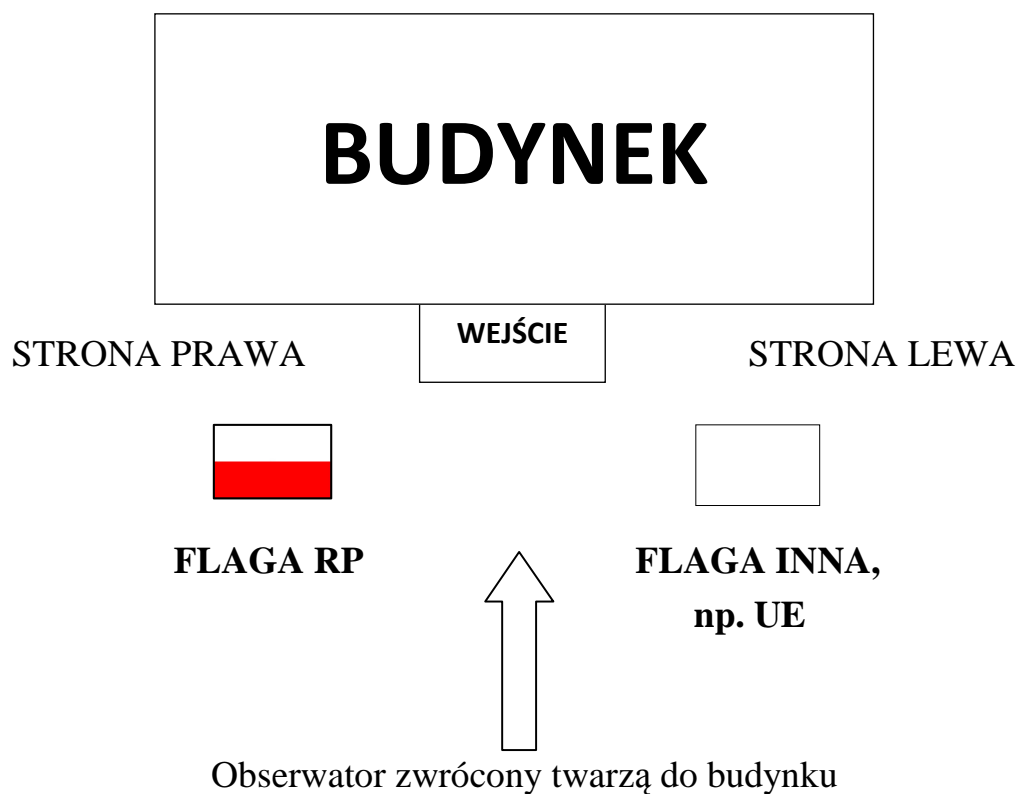 BUDYNEK
WEJŚCIE
STRONA PRAWA
STRONA LEWA
FLAGA RP
FLAGA INNA,
np. UE
Obserwator zwrócony twarzą do budynku